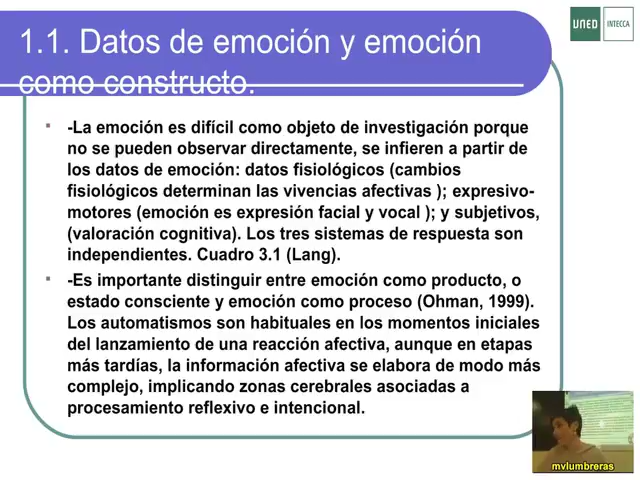 1.1. Datos de emoción y emoción
como constructo.
UNED
INTECCA
-La emoción es difícil como objeto de investigación porque
no se pueden observar directamente, se infieren a partir de
los datos de emoción: datos fisiológicos (cambios
fisiológicos determinan las vivencias afectivas ); expresivo-
motores (emoción es expresión facial y vocal ); y subjetivos,
(valoración cognitiva). Los tres sistemas de respuesta son
independientes. Cuadro 3.1 (Lang).
-Es importante distinguir entre emoción como producto, o
estado consciente y emoción como proceso (Ohman, 1999).
Los automatismos son habituales en los momentos iniciales
del lanzamiento de una reacción afectiva, aunque en etapas
más tardías, la información afectiva se elabora de modo más
complejo, implicando zonas cerebrales asociadas a
procesamiento reflexivo e intencional.
mvlumbreras